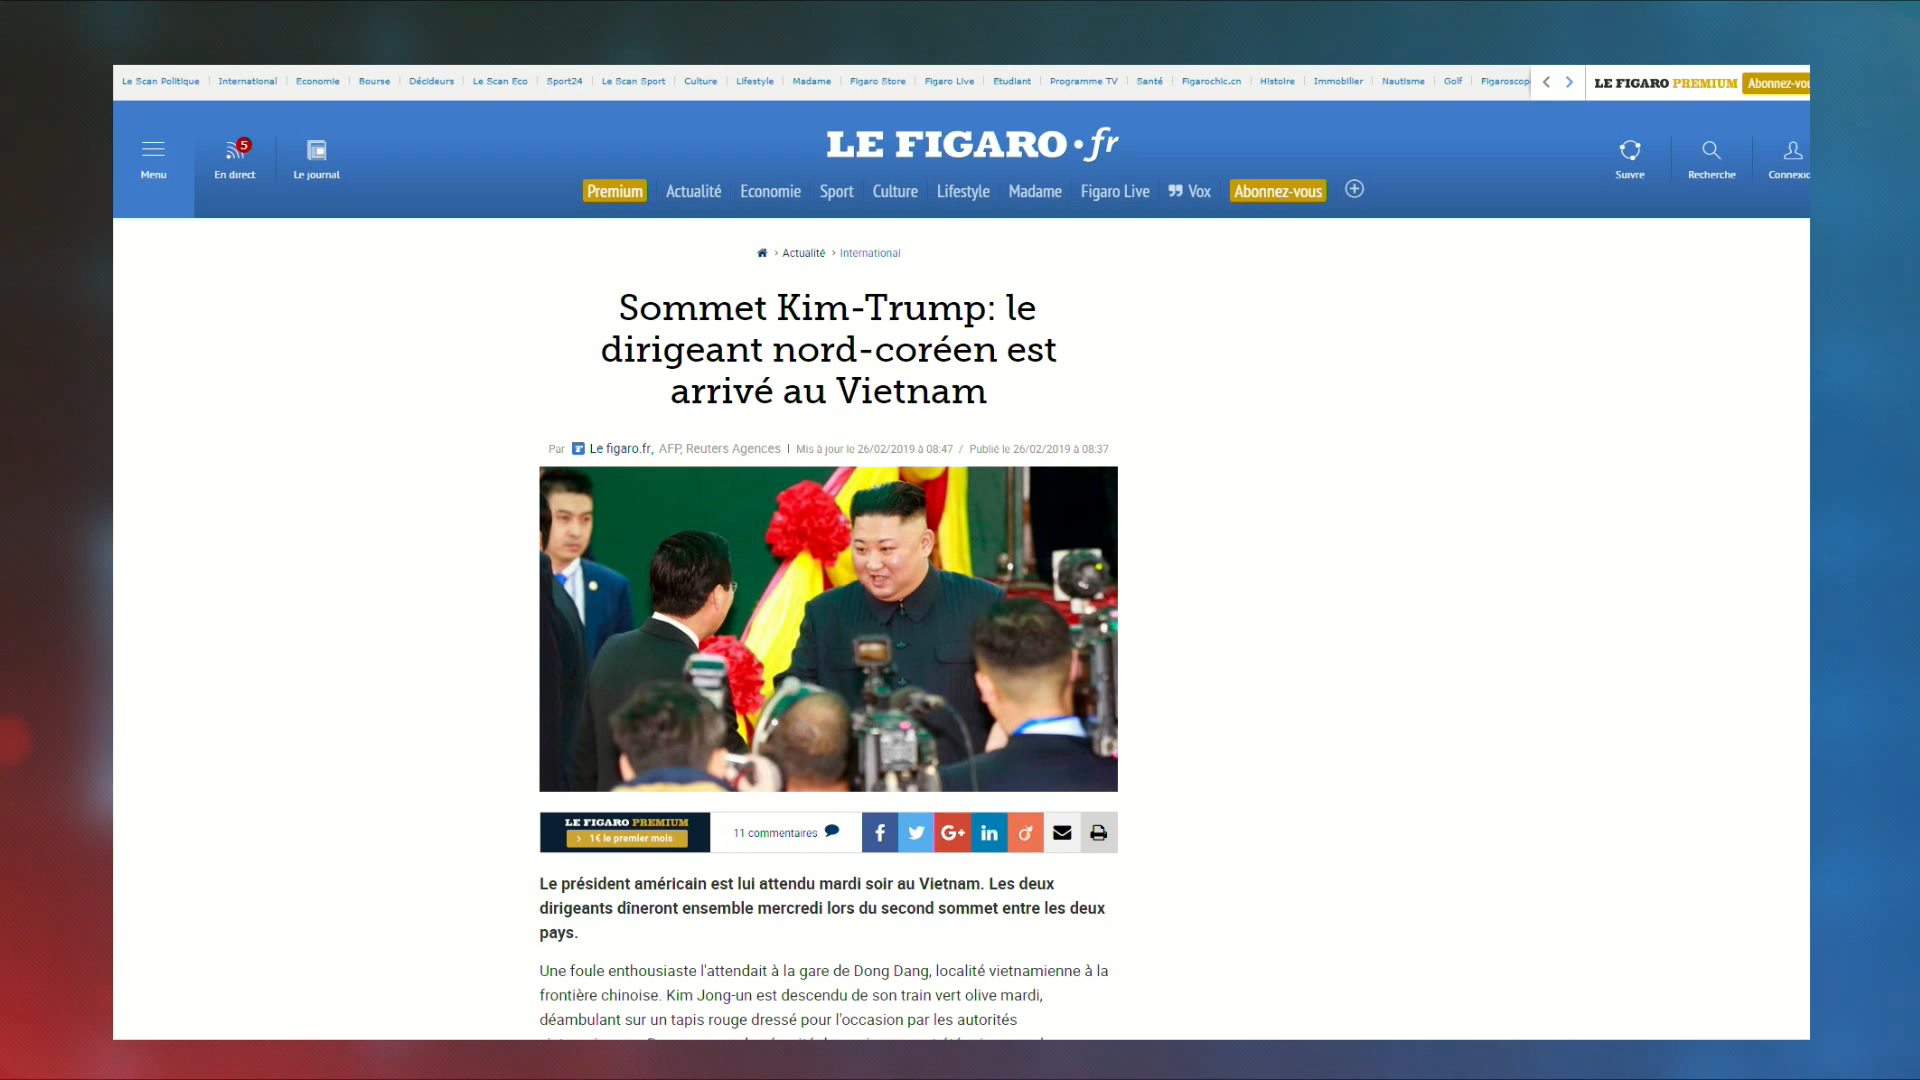 Le Scan Politique International Economie Bourse Décideurs Le Scan Eco Sport24 Le Scan Sport Culture Lifestyle Madame Figaro Store Figaro Live Etudiant Programme TV Santé Figarochic.cn Histoire Immobilier Nautisme Golf Figaroscop LE FIGARO PREMIUM Abonnez-vou
LE FIGARO·fr
Menu En direct 5 Le journal Suivre Recherche Connexio
Premium Actualité Economie Sport Culture Lifestyle Madame Figaro Live Vox Abonnez-vous
> Actualité > International
Sommet Kim-Trump: le
dirigeant nord-coréen est
arrivé au Vietnam
Par Le figaro.fr, AFP, Reuters Agences | Mis à jour le 26/02/2019 à 08:47 / Publié le 26/02/2019 à 08:37
LE FIGARO PREMIUM
> 1€ le premier mois
11 commentaires
Le président américain est lui attendu mardi soir au Vietnam. Les deux
dirigeants dîneront ensemble mercredi lors du second sommet entre les deux
pays.
Une foule enthousiaste l'attendait à la gare de Dong Dang, localité vietnamienne à la
frontière chinoise. Kim Jong-un est descendu de son train vert olive mardi,
déambulant sur un tapis rouge dressé pour l'occasion par les autorités